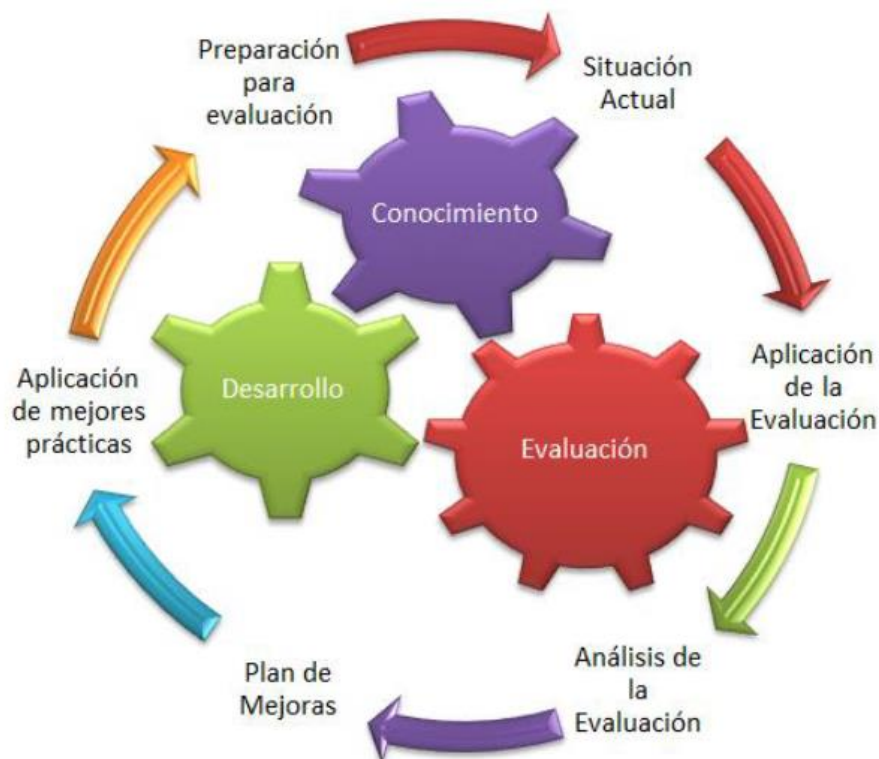 Preparación
para
evaluación
Situación
Actual
Conocimiento
Aplicación
de la
Evaluación
Aplicación
de mejores
prácticas
Desarrollo
Evaluación
Análisis de
la
Evaluación
Plan de
Mejoras